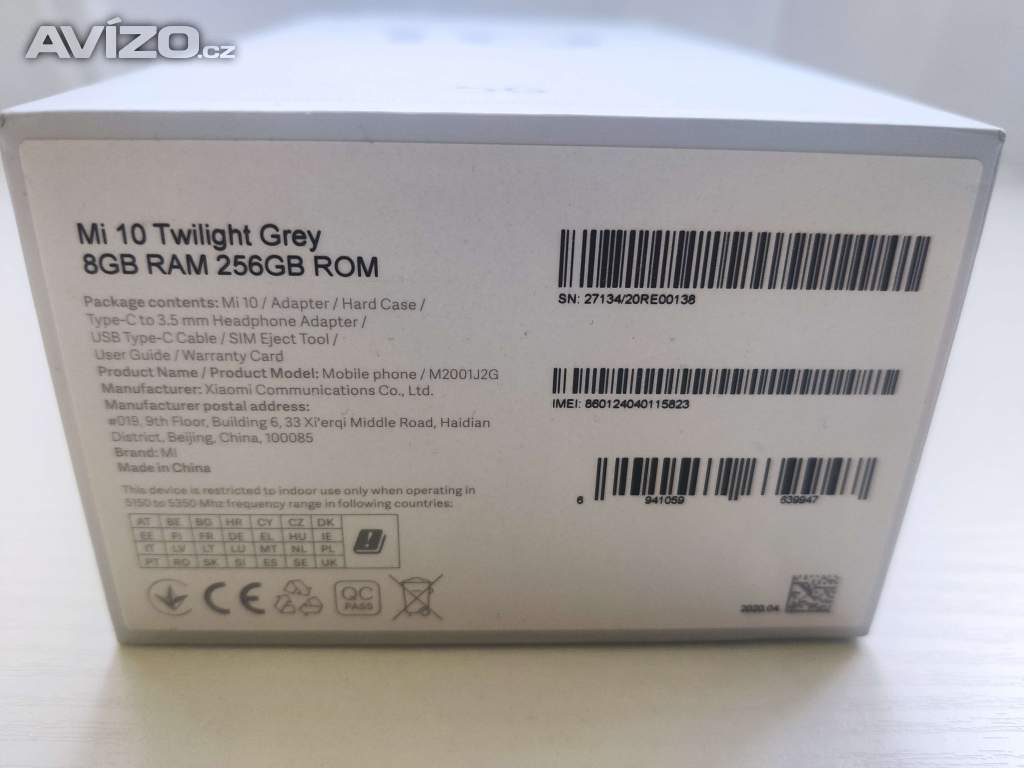 AVÍZO.cz
Mi 10 Twilight Grey
8GB RAM 256GB ROM
Package contents: Mi 10 / Adapter / Hard Case /
Type-C to 3.5 mm Headphone Adapter /
USB Type-C Cable / SIM Eject Tool /
User Guide / Warranty Card
Product Name / Product Model: Mobile phone / M2001J2G
Manufacturer: Xiaomi Communications Co., Ltd.
Manufacturer postal address:
#019, 9th Floor, Building 6, 33 Xi'erqi Middle Road, Haidian
District, Beijing, China, 100085
Brand: MI
Made in China
This device is restricted to indoor use only when operating in
5150 to 5350 Mhz frequency range in following countries:
AT BE BG HR CY CZ DK
EE FI FR DE EL HU IE
IT LV LT LU MT NL PL
PT RO SK SI ES SE UK
CE
QC
PASS
SN: 27134/20RE00138
IMEI: 860124040115823
6 941059 639947
2020.04